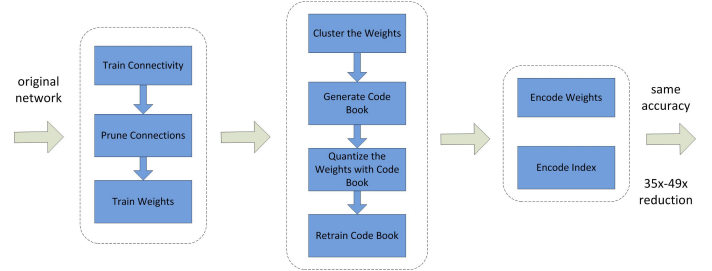 original
network
Train Connectivity
Prune Connections
Train Weights
Cluster the Weights
Generate Code
Book
Quantize the
Weights with Code
Book
Retrain Code Book
Encode Weights
Encode Index
same
accuracy
35x-49x
reduction